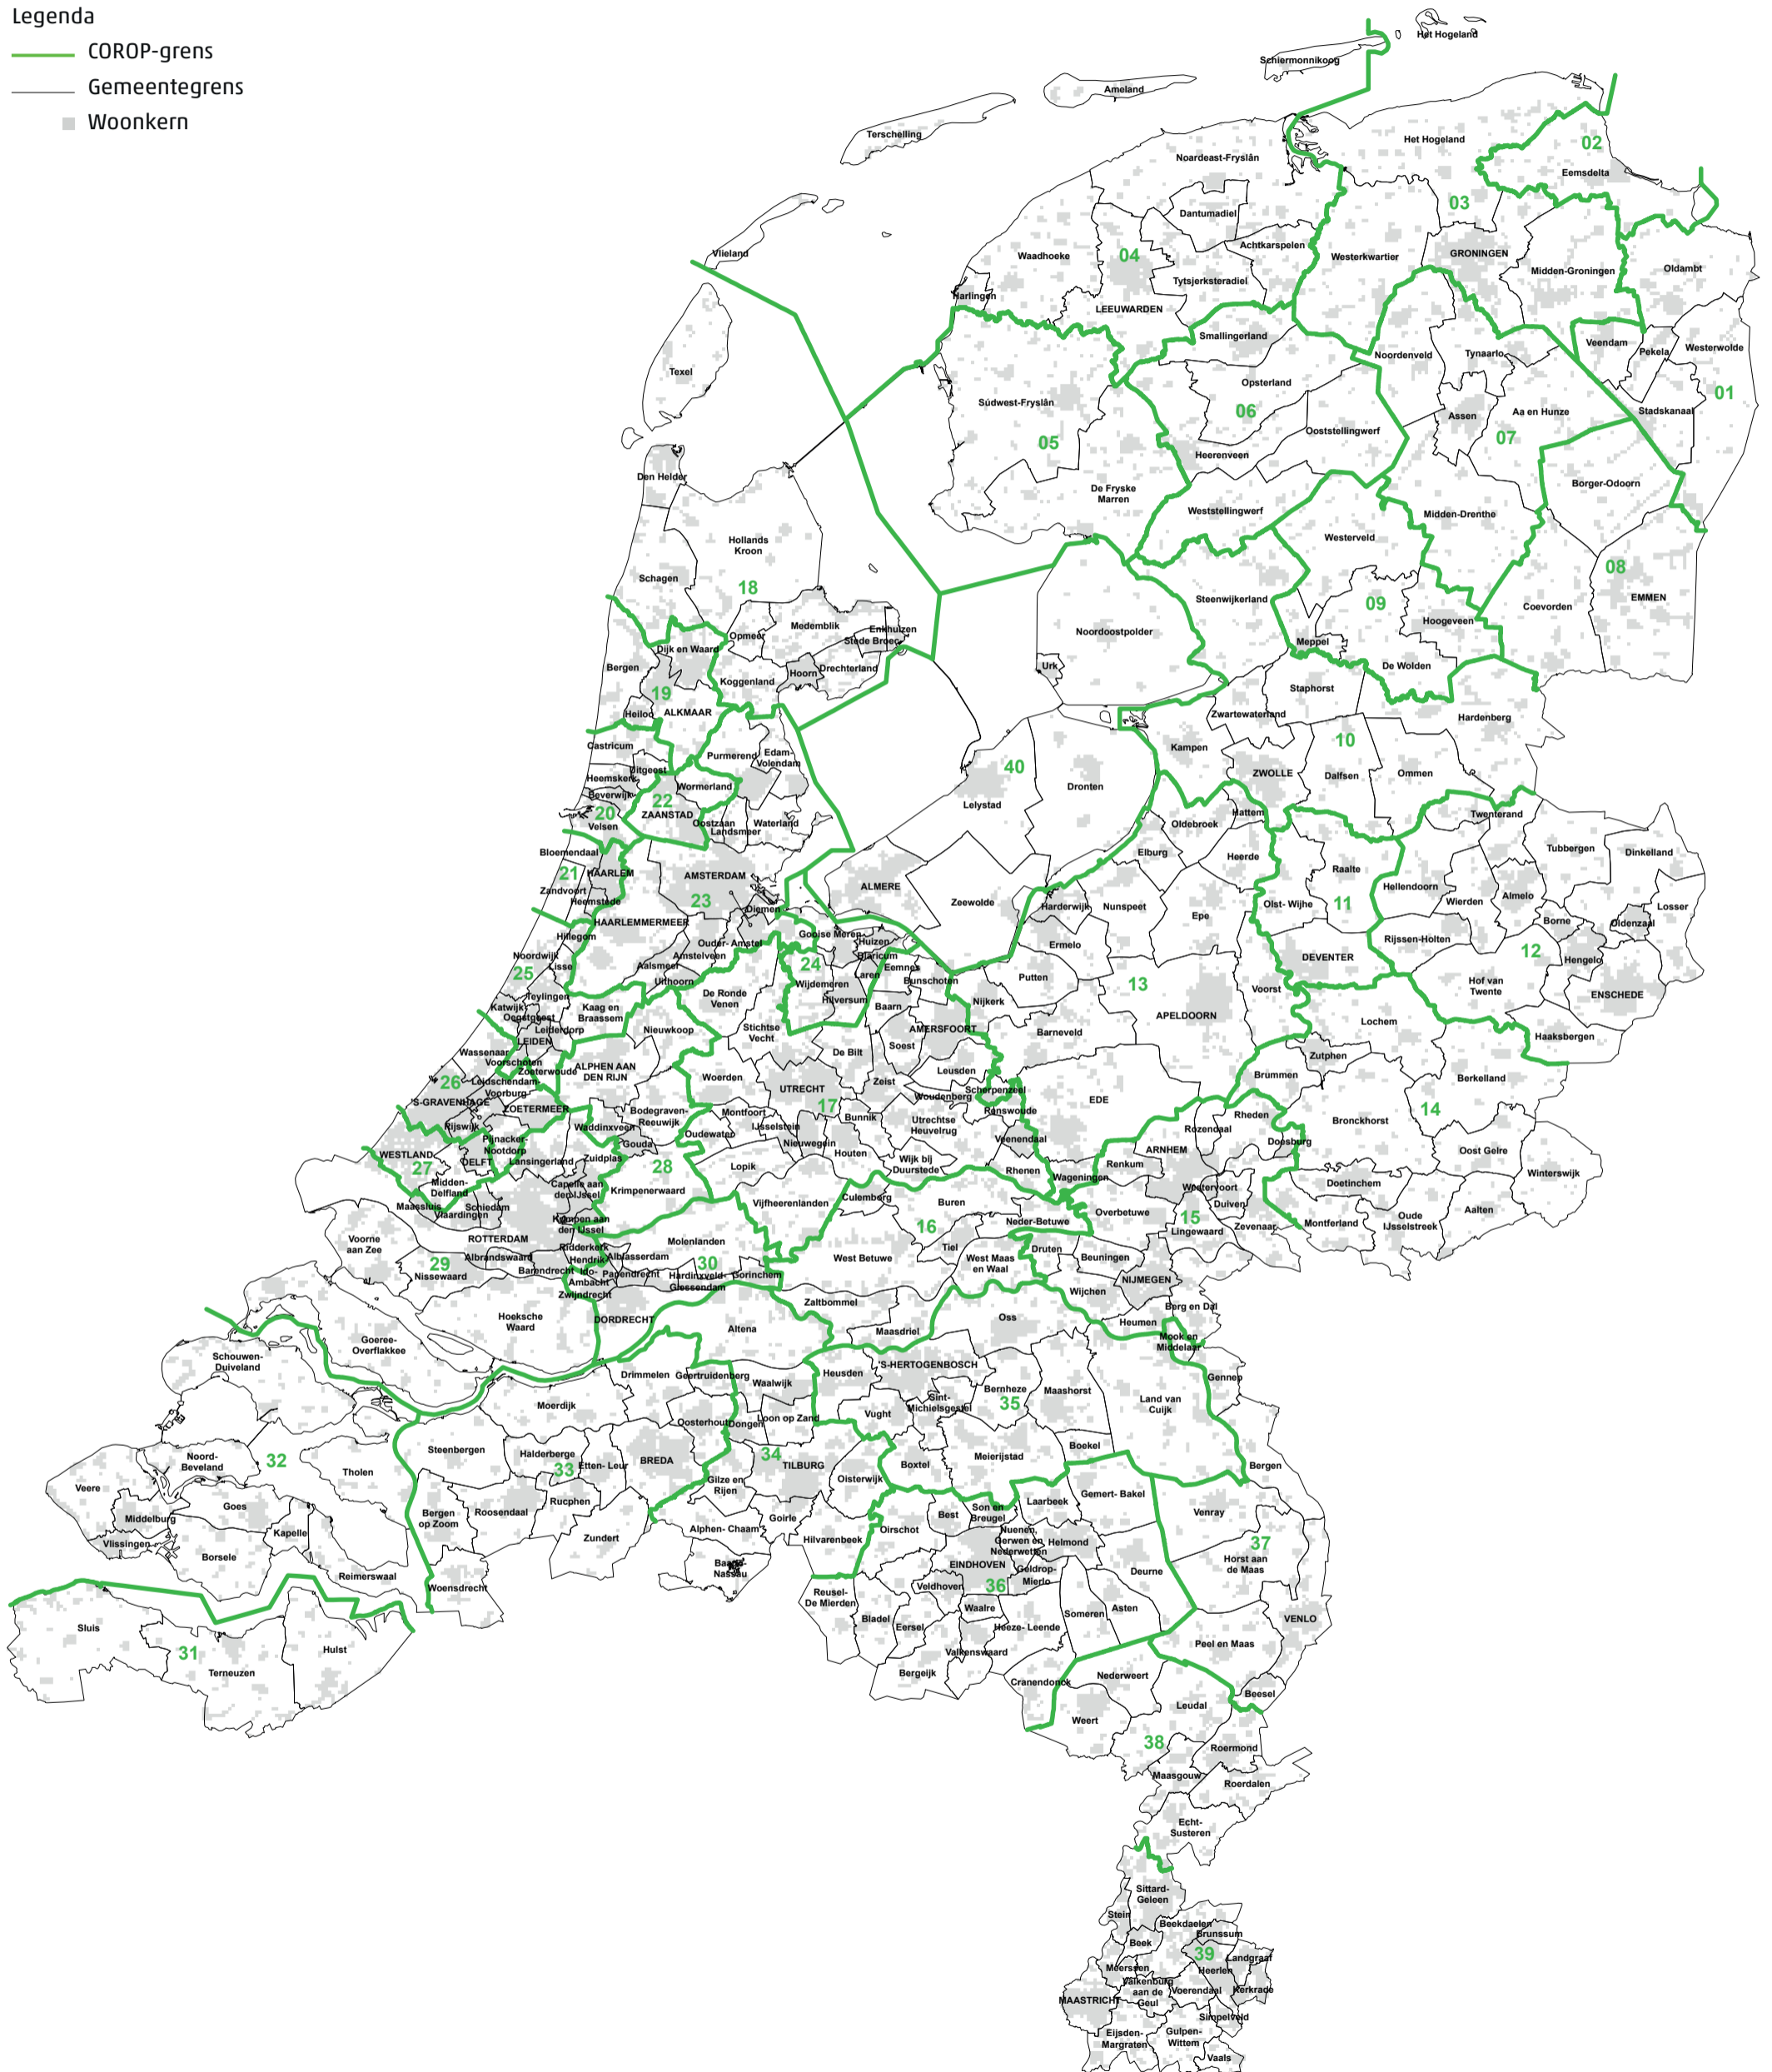 Legenda
COROP-grens
Gemeentegrens
Woonkern
Het Hogeland
Schiermonnikoog
Ameland
Terschelling
Vlieland
Texel
Het Hogeland
02
Eemsdelta
Noardeast-Fryslân
03
Dantumadiel
Achtkarspelen
Waadhoeke
04
Tytsjerksteradiel
Westerkwartier
GRONINGEN
Midden-Groningen
Oldambt
Harlingen
LEEUWARDEN
Smallingerland
Noordenveld
Tynaarlo
Veendam
Pekela
Westerwolde
01
Opsterland
06
Súdwest-Fryslân
05
Ooststellingwerf
Assen
Aa en Hunze
07
Stadskanaal
Heerenveen
De Fryske
Marren
Weststellingwerf
Borger-Odoorn
Midden-Drenthe
Westerveld
08
EMMEN
Den Helder
Hollands
Kroon
Schagen
18
Steenwijkerland
09
Coevorden
Hoogeveen
Meppel
De Wolden
Noordoostpolder
Urk
Opmeer
Medemblik
Enkhuizen
Stede Broec
Dijk en Waard
Bergen
Hoorn
Drechterland
Koggenland
19
Heiloo
ALKMAAR
Staphorst
Zwartewaterland
Hardenberg
10
Kampen
ZWOLLE
Dalfsen
Ommen
Castricum
Uitgeest
Heemskerk
Beverwijk
Purmerend
Edam-
Volendam
Wormerland
22
ZAANSTAD
20
Velsen
Oostzaan
Landsmeer
Waterland
40
Lelystad
Dronten
Hattem
Oldebroek
Twenterand
Tubbergen
Dinkelland
Bloemendaal
21
HAARLEM
Zandvoort
Heemstede
AMSTERDAM
23
Diemen
ALMERE
Zeewolde
Elburg
Heerde
Raalte
Hellendoorn
Wierden
Almelo
Losser
Harderwijk
Nunspeet
Epe
Olst- Wijhe
11
Borne
Oldenzaal
HAARLEMMERMEER
Hillegom
Ouder- Amstel
Amstelveen
Gooise Meren
Huizen
Blaricum
Ermelo
Rijssen-Holten
12
Hengelo
Noordwijk
Lisse
25
Aalsmeer
Uithoorn
24
Laren
Eemnes
Bunschoten
Wijdemeren
Hilversum
Putten
DEVENTER
Voorst
Hof van
Twente
ENSCHEDE
13
Teylingen
Katwijk
Oegstgeest
Kaag en
Braassem
De Ronde
Venen
Baarn
Nijkerk
APELDOORN
Lochem
Haaksbergen
Leiderdorp
LEIDEN
Nieuwkoop
Stichtse
Vecht
AMERSFOORT
Soest
Barneveld
Zutphen
Wassenaar
Voorschoten
Zoeterwoude
ALPHEN AAN
DEN RIJN
De Bilt
Leusden
Brummen
Berkelland
26
Leidschendam-
Voorburg
Woerden
UTRECHT
Zeist
Scherpenzeel
EDE
'S-GRAVENHAGE
ZOETERMEER
Bodegraven-
Reeuwijk
Montfoort
17
Woudenberg
Renswoude
Rheden
14
Rijswijk
Waddinxveen
Oudewater
IJsselstein
Bunnik
Utrechtse
Heuvelrug
Rozendaal
Bronckhorst
Pijnacker-
Nootdorp
Gouda
Nieuwegein
Veenendaal
ARNHEM
Doesburg
Oost Gelre
WESTLAND
27
DELFT
Lansingerland
Zuidplas
28
Lopik
Houten
Wijk bij
Duurstede
Rhenen
Renkum
Winterswijk
Midden-
Delfland
Capelle aan
den IJssel
Krimpenerwaard
Wageningen
Westervoort
Duiven
Doetinchem
Maassluis
Vlaardingen
Schiedam
Krimpen aan
den IJssel
Vijfheerenlanden
Culemborg
Buren
Neder-Betuwe
Overbetuwe
15
Lingewaard
Zevenaar
Montferland
Oude
IJsselstreek
Aalten
Voorne
aan Zee
ROTTERDAM
Albrandswaard
29
Nissewaard
Barendrecht
Ridderkerk
Hendrik-
Ido-
Ambacht
Zwijndrecht
Alblasserdam
Papendrecht
Molenlanden
30
Hardinxveld-
Giessendam
Gorinchem
West Betuwe
16
Tiel
West Maas
en Waal
Druten
Beuningen
NIJMEGEN
Wijchen
Berg en Dal
Heumen
Mook en
Middelaar
Hoeksche
Waard
DORDRECHT
Altena
Zaltbommel
Maasdriel
Oss
Goeree-
Overflakkee
Schouwen-
Duiveland
Drimmelen
Geertruidenberg
Waalwijk
Heusden
'S-HERTOGENBOSCH
Bernheze
35
Maashorst
Land van
Cuijk
Gennep
Moerdijk
Oosterhout
Dongen
Loon op Zand
Vught
Sint-
Michielsgestel
Steenbergen
Halderberge
33
Etten- Leur
BREDA
34
TILBURG
Oisterwijk
Boxtel
Meierijstad
Boekel
Bergen
Noord-
Beveland
32
Tholen
Veere
Goes
Middelburg
Kapelle
Vlissingen
Borsele
Reimerswaal
Bergen
op Zoom
Roosendaal
Rucphen
Zundert
Gilze en
Rijen
Goirle
Alphen- Chaam
Hilvarenbeek
Baarle-
Nassau
Oirschot
Best
Son en
Breugel
Laarbeek
Gemert- Bakel
Venray
37
Nuenen,
Gerwen en
Nederwetten
Helmond
Horst aan
de Maas
EINDHOVEN
36
Geldrop-
Mierlo
Deurne
Woensdrecht
Reusel-
De Mierden
Veldhoven
Waalre
Bladel
Eersel
Heeze- Leende
Someren
Asten
VENLO
Valkenswaard
Bergeijk
Peel en Maas
Sluis
31
Terneuzen
Hulst
Cranendonck
Nederweert
Beesel
Weert
Leudal
38
Roermond
Maasgouw
Roerdalen
Echt-
Susteren
Sittard-
Geleen
Stein
Beekdaelen
Brunssum
Beek
39
Landgraaf
Heerlen
Meerssen
Valkenburg
aan de
Geul
Voerendaal
Kerkrade
MAASTRICHT
Simpelveld
Eijsden-
Margraten
Gulpen-
Wittem
Vaals